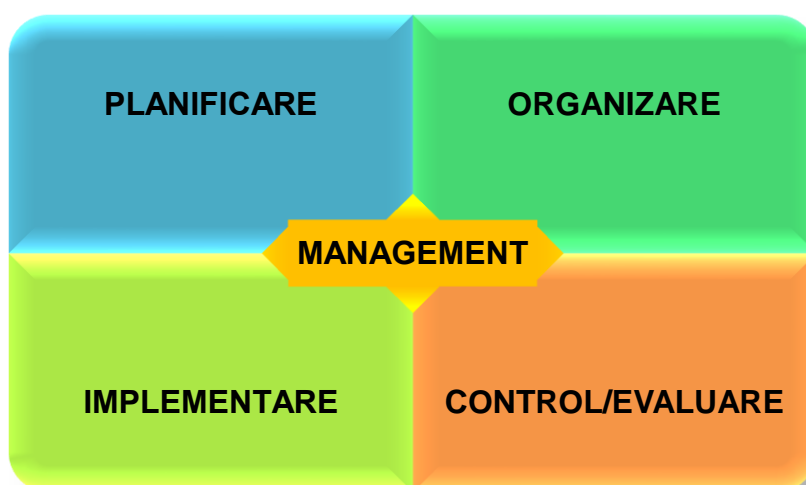 PLANIFICARE
ORGANIZARE
MANAGEMENT
IMPLEMENTARE
CONTROL/EVALUARE